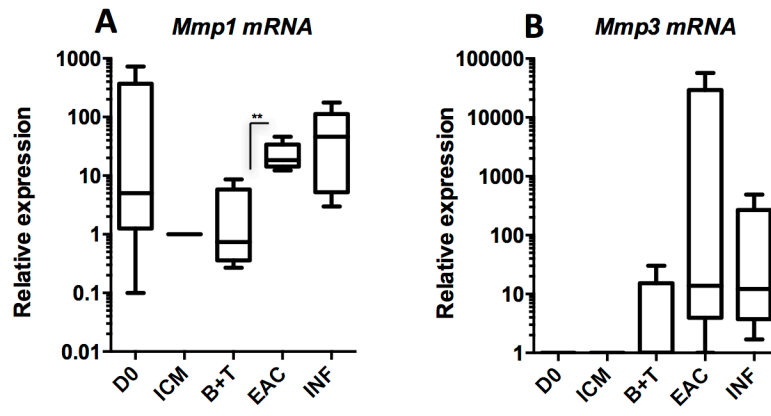 A
Mmp1 mRNA
Relative expression
1000
100
10
1
0.1
0.01
**
D0
ICM
B+T
EAC
INF
B
Mmp3 mRNA
Relative expression
100000
10000
1000
100
10
1
D0
ICM
B+T
EAC
INF